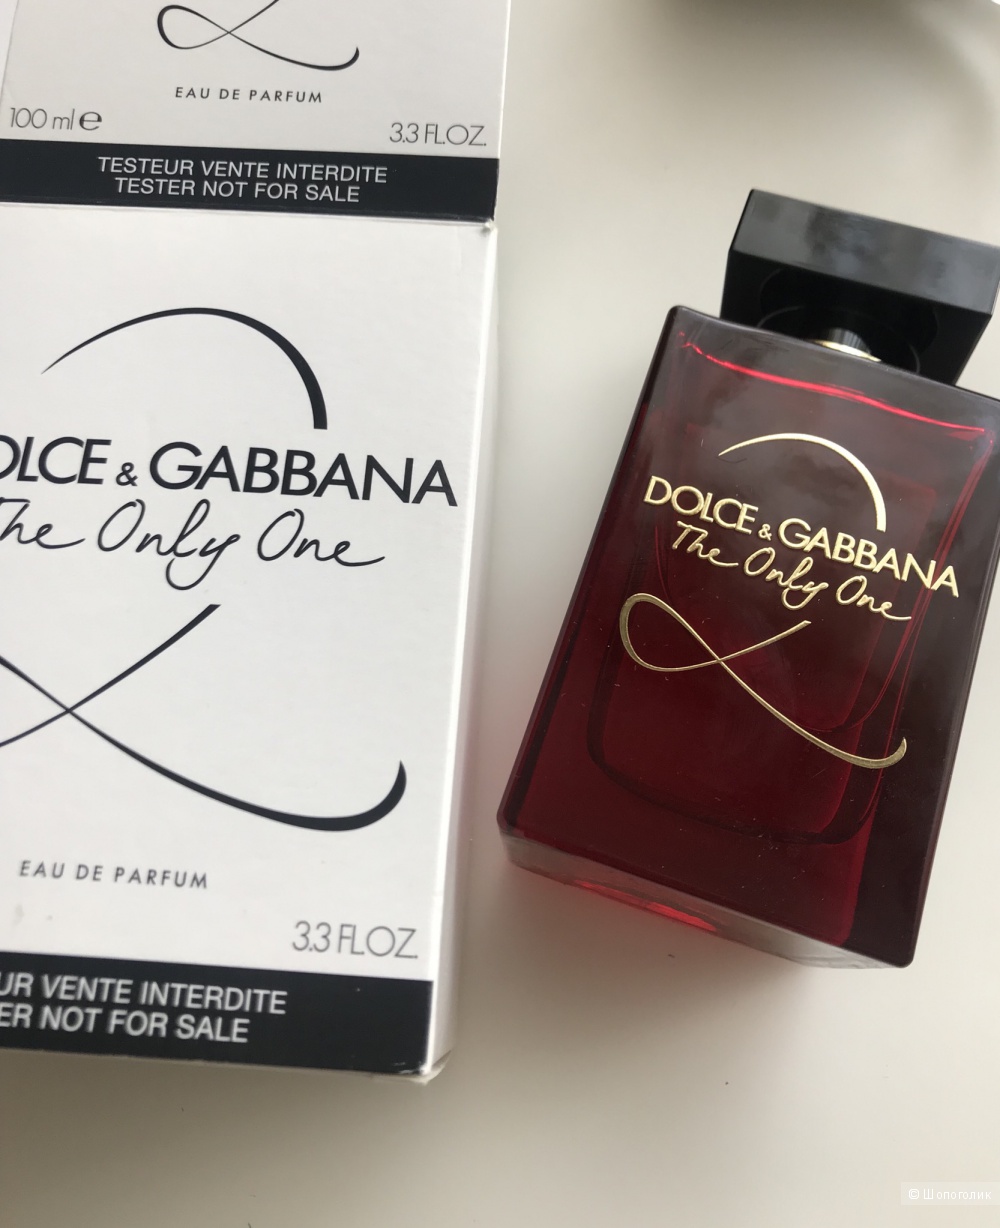 EAU DE PARFUM
100 ml e
3.3 FL.OZ.
TESTEUR VENTE INTERDITE
TESTER NOT FOR SALE
DOLCE & GABBANA
The Only One
EAU DE PARFUM
3.3 FL.OZ.
UR VENTE INTERDITE
ER NOT FOR SALE
DOLCE & GABBANA
The Only One
© Шопоголик